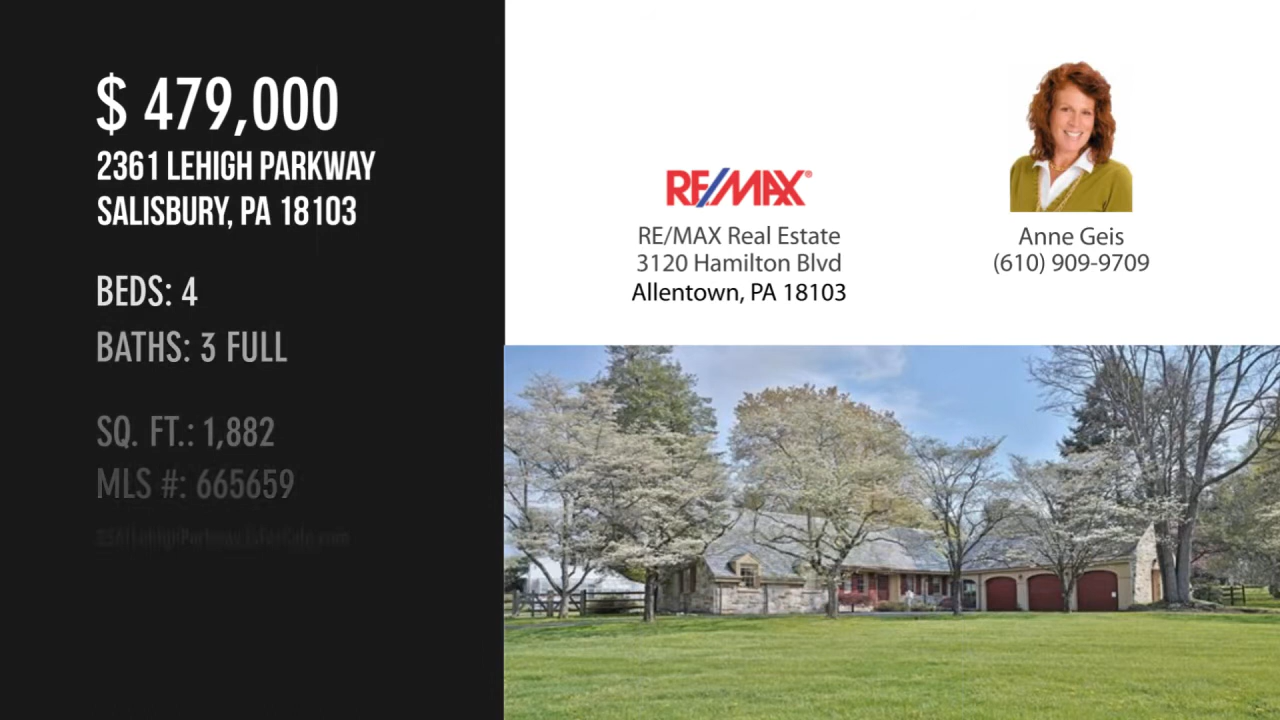 $ 479,000
2361 LEHIGH PARKWAY
SALISBURY, PA 18103
BEDS: 4
BATHS: 3 FULL
SQ. FT.: 1,882
MLS #: 665659
RE/MAX®
RE/MAX Real Estate
3120 Hamilton Blvd
Allentown, PA 18103
Anne Geis
(610) 909-9709